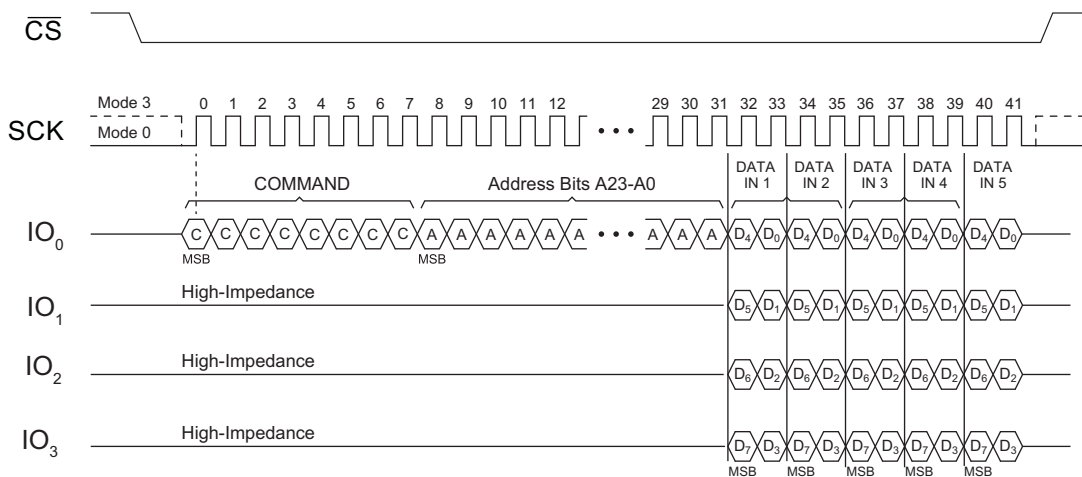 CS
Mode 3
Mode 0
SCK
0 1 2 3 4 5 6 7 8 9 10 11 12 29 30 31 32 33 34 35 36 37 38 39 40 41
COMMAND
Address Bits A23-A0
DATA IN 1
DATA IN 2
DATA IN 3
DATA IN 4
DATA IN 5
IO0
C C C C C C C C A A A A A A • • • A A A D4 D0 D4 D0 D4 D0 D4 D0 D4 D0
MSB MSB
High-Impedance
IO1
D5 D1 D5 D1 D5 D1 D5 D1 D5 D1
High-Impedance
IO2
D6 D2 D6 D2 D6 D2 D6 D2 D6 D2
High-Impedance
IO3
D7 D3 D7 D3 D7 D3 D7 D3 D7 D3
MSB MSB MSB MSB MSB